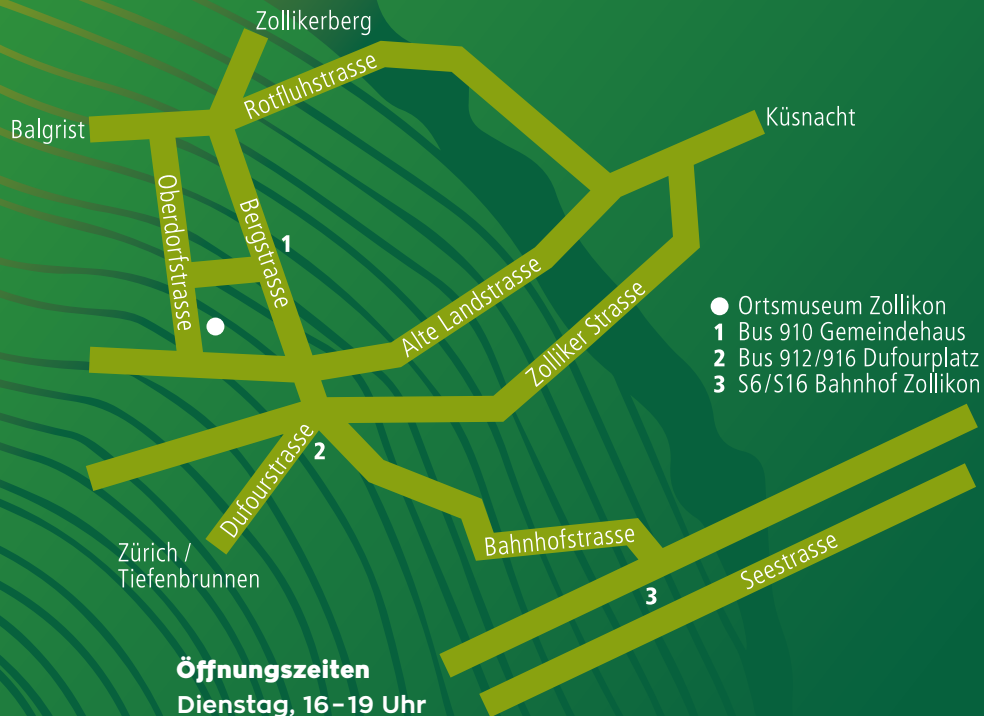 Zollikerberg
Rotfluhstrasse
Balgrist
Küsnacht
Oberdorfstrasse
Bergstrasse
1
Alte Landstrasse
Zolliker Strasse
Ortsmuseum Zollikon
1 Bus 910 Gemeindehaus
2 Bus 912/916 Dufourplatz
3 S6/S16 Bahnhof Zollikon
Dufourstrasse
2
Zürich /
Tiefenbrunnen
Bahnhofstrasse
Seestrasse
3
Öffnungszeiten
Dienstag, 16–19 Uhr